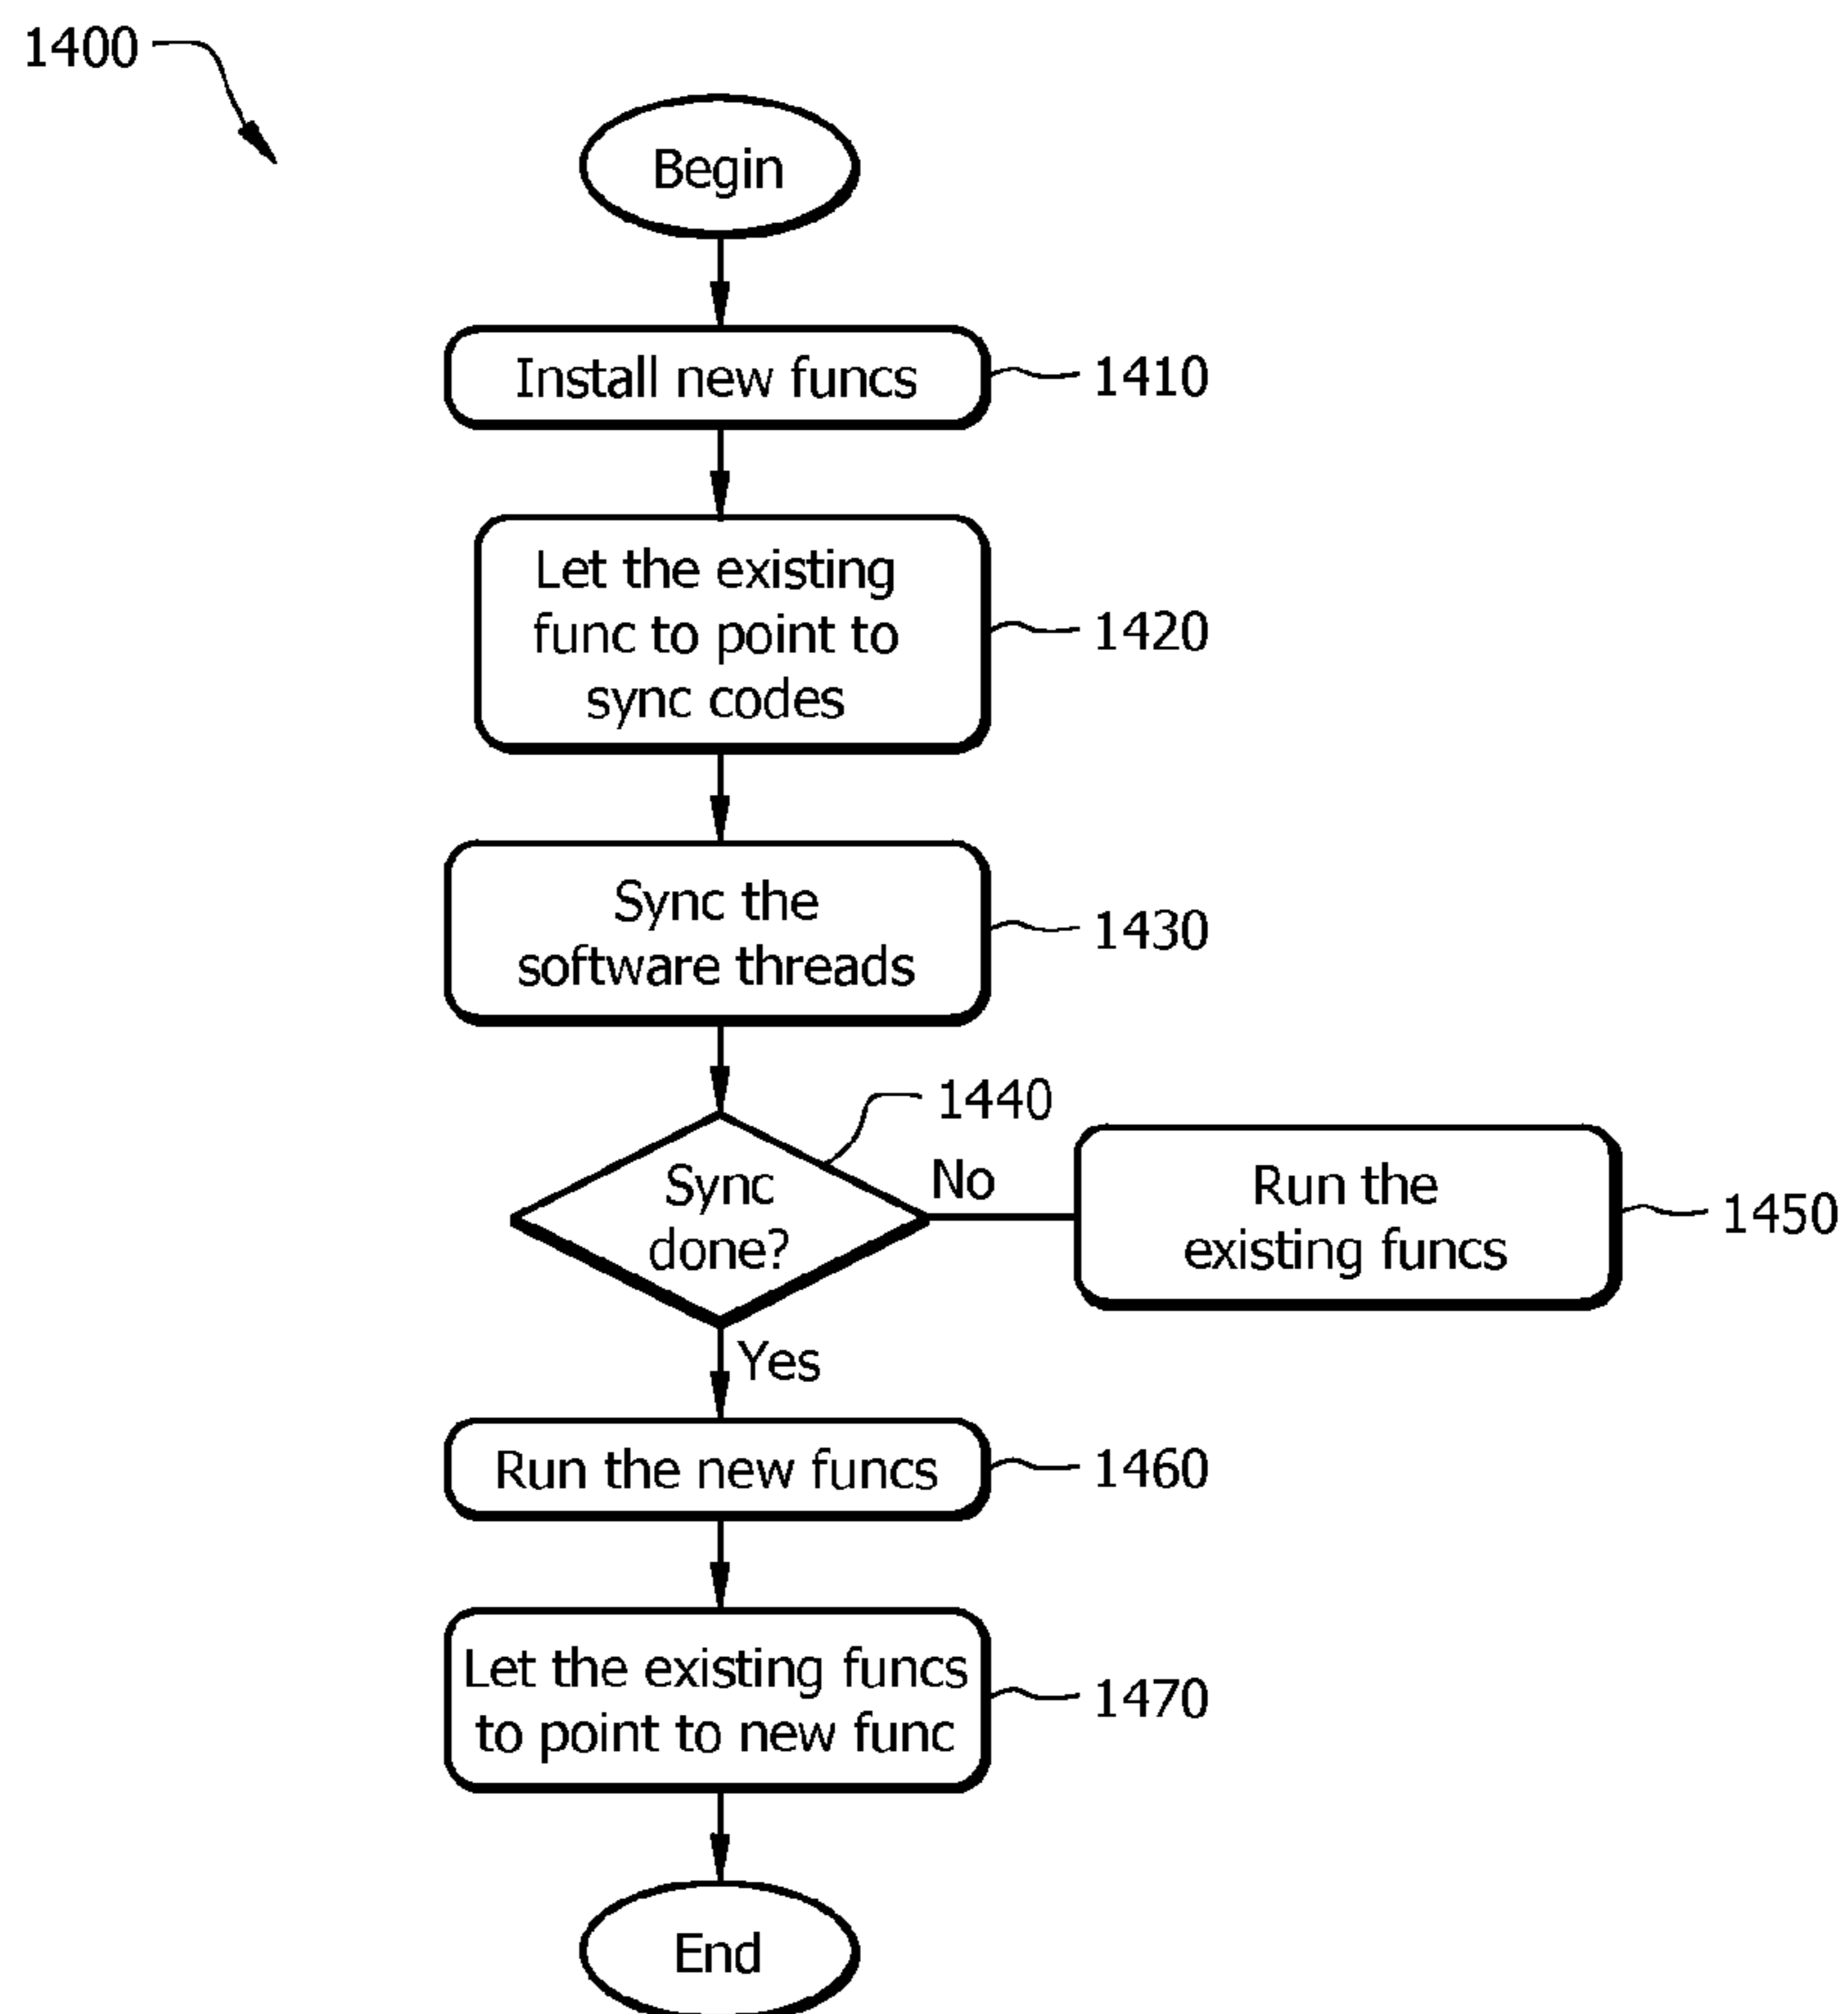 1400
Begin
Install new funcs
1410
Let the existing
func to point to
sync codes
1420
Sync the
software threads
1430
1440
Sync
done?
No
Run the
existing funcs
1450
Yes
Run the new funcs
1460
Let the existing funcs
to point to new func
1470
End